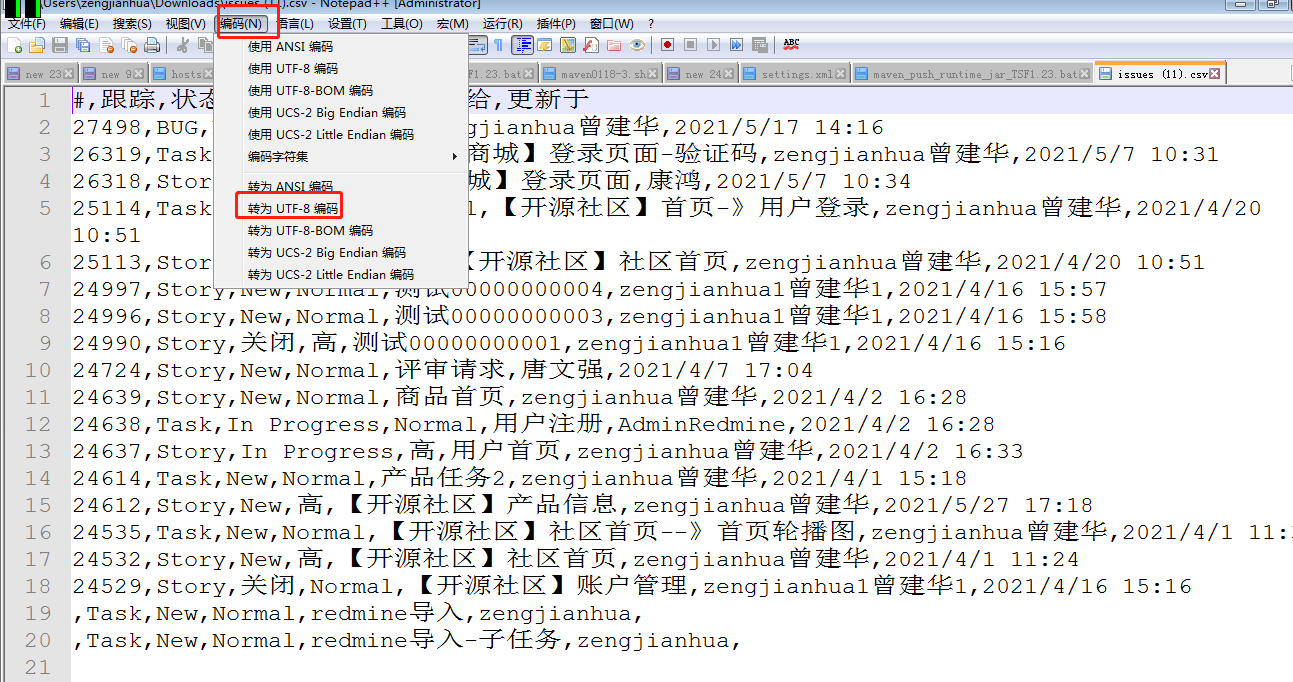 \Users\zengjianhua\Downloads\issues (11).csv - Notepad++ [Administrator]
文件(F) 编辑(E) 搜索(S) 视图(V) 编码(N) 语言(L) 设置(T) 工具(O) 宏(M) 运行(R) 插件(P) 窗口(W) ?
ABC
new 23 new 9 hosts F1.23.bat maven0118-3.sh new 24 settings.xml maven_push_runtime_jar_TSF1.23.bat issues (11).csv
使用 ANSI 编码
使用 UTF-8 编码
使用 UTF-8-BOM 编码
使用 UCS-2 Big Endian 编码
使用 UCS-2 Little Endian 编码
编码字符集
转为 ANSI 编码
转为 UTF-8 编码
转为 UTF-8-BOM 编码
转为 UCS-2 Big Endian 编码
转为 UCS-2 Little Endian 编码
1 #,跟踪,状态 给,更新于
2 27498,BUG, gjianhua曾建华,2021/5/17 14:16
3 26319,Task 商城】登录页面-验证码,zengjianhua曾建华,2021/5/7 10:31
4 26318,Stor 城】登录页面,康鸿,2021/5/7 10:34
5 25114,Task l,【开源社区】首页-》用户登录,zengjianhua曾建华,2021/4/20
10:51
6 25113,Stor 【开源社区】社区首页,zengjianhua曾建华,2021/4/20 10:51
7 24997,Story,New,Normal,测试00000000004,zengjianhua1曾建华1,2021/4/16 15:57
8 24996,Story,New,Normal,测试00000000003,zengjianhua1曾建华1,2021/4/16 15:58
9 24990,Story,关闭,高,测试00000000001,zengjianhua1曾建华1,2021/4/16 15:16
10 24724,Story,New,Normal,评审请求,唐文强,2021/4/7 17:04
11 24639,Story,New,Normal,商品首页,zengjianhua曾建华,2021/4/2 16:28
12 24638,Task,In Progress,Normal,用户注册,AdminRedmine,2021/4/2 16:28
13 24637,Story,In Progress,高,用户首页,zengjianhua曾建华,2021/4/2 16:33
14 24614,Task,New,Normal,产品任务2,zengjianhua曾建华,2021/4/1 15:18
15 24612,Story,New,高,【开源社区】产品信息,zengjianhua曾建华,2021/5/27 17:18
16 24535,Task,New,Normal,【开源社区】社区首页--》首页轮播图,zengjianhua曾建华,2021/4/1 11:
17 24532,Story,New,高,【开源社区】社区首页,zengjianhua曾建华,2021/4/1 11:24
18 24529,Story,关闭,Normal,【开源社区】账户管理,zengjianhua1曾建华1,2021/4/16 15:16
19 ,Task,New,Normal,redmine导入,zengjianhua,
20 ,Task,New,Normal,redmine导入-子任务,zengjianhua,
21